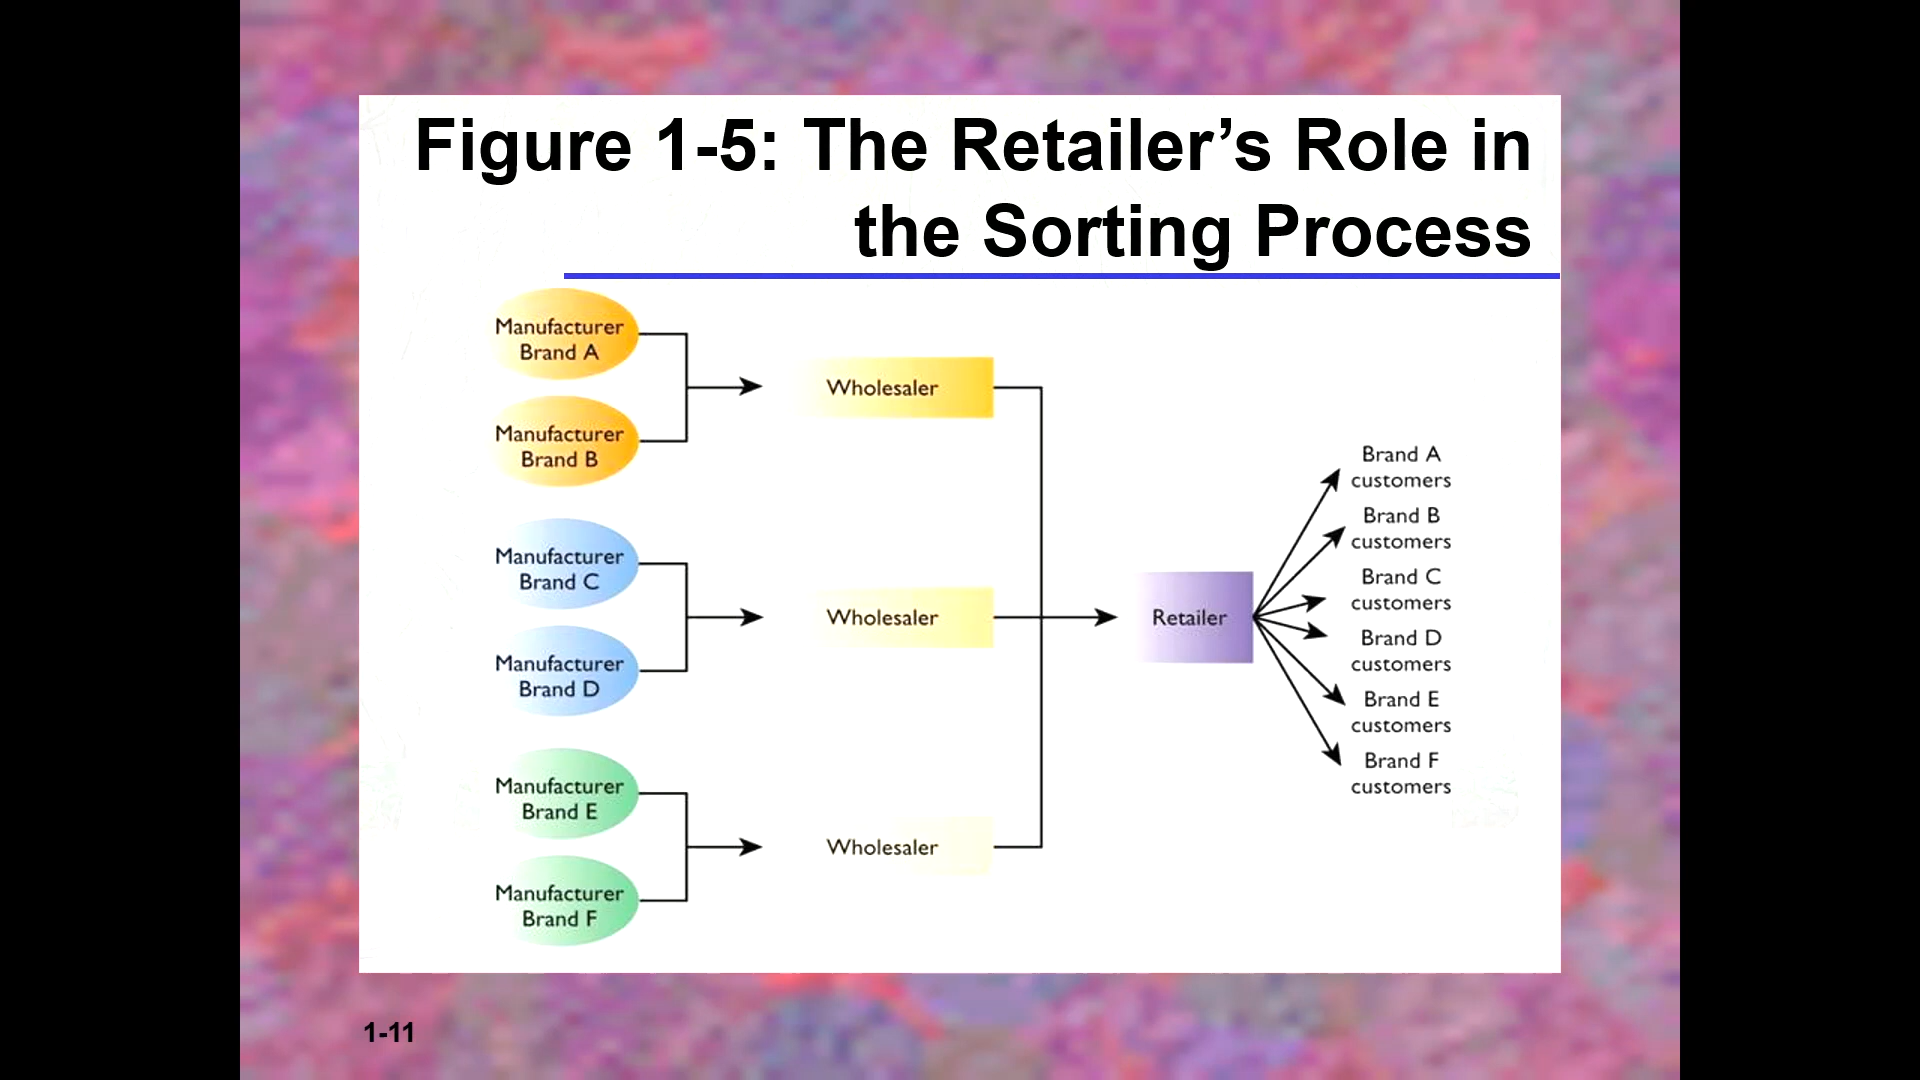 Figure 1-5: The Retailer’s Role in
the Sorting Process
Manufacturer
Brand A
Manufacturer
Brand B
Manufacturer
Brand C
Manufacturer
Brand D
Manufacturer
Brand E
Manufacturer
Brand F
Wholesaler
Wholesaler
Wholesaler
Retailer
Brand A
customers
Brand B
customers
Brand C
customers
Brand D
customers
Brand E
customers
Brand F
customers
1-11